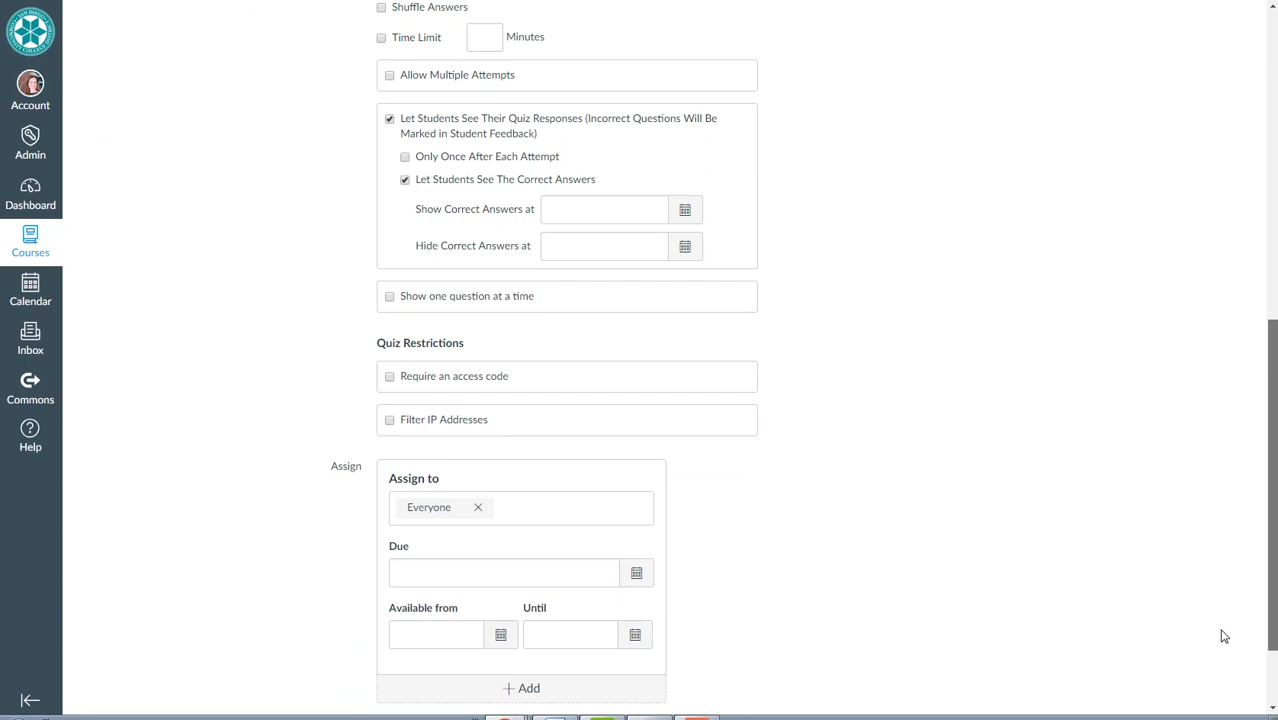 Shuffle Answers
Time Limit
Minutes
Allow Multiple Attempts
Let Students See Their Quiz Responses (Incorrect Questions Will Be
Marked in Student Feedback)
Only Once After Each Attempt
Let Students See The Correct Answers
Show Correct Answers at
Hide Correct Answers at
Show one question at a time
Quiz Restrictions
Require an access code
Filter IP Addresses
Assign
Assign to
Everyone
Due
Available from
Until
Add
Account
Admin
Dashboard
Courses
Calendar
Inbox
Commons
Help